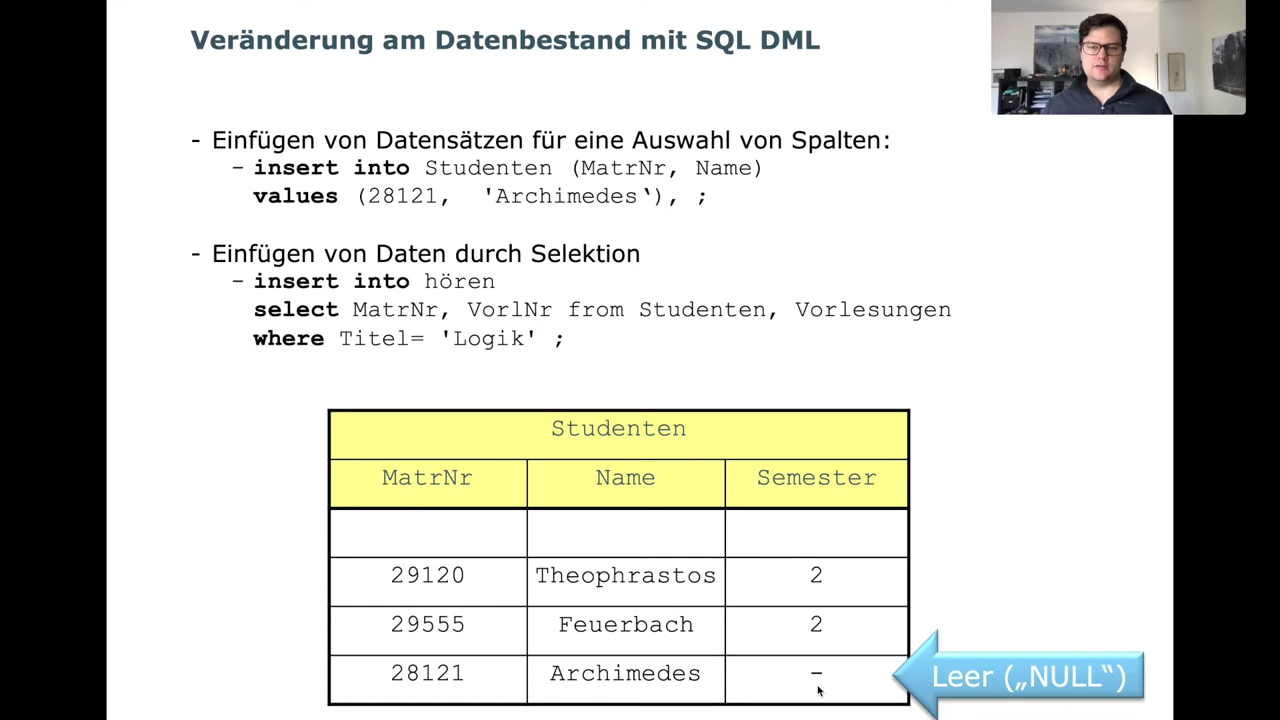 Veränderung am Datenbestand mit SQL DML
- Einfügen von Datensätzen für eine Auswahl von Spalten:
– insert into Studenten (MatrNr, Name)
values (28121, 'Archimedes‘), ;
- Einfügen von Daten durch Selektion
– insert into hören
select MatrNr, VorlNr from Studenten, Vorlesungen
where Titel= 'Logik' ;
Studenten
MatrNr Name Semester
29120 Theophrastos 2
29555 Feuerbach 2
28121 Archimedes –
Leer („NULL“)